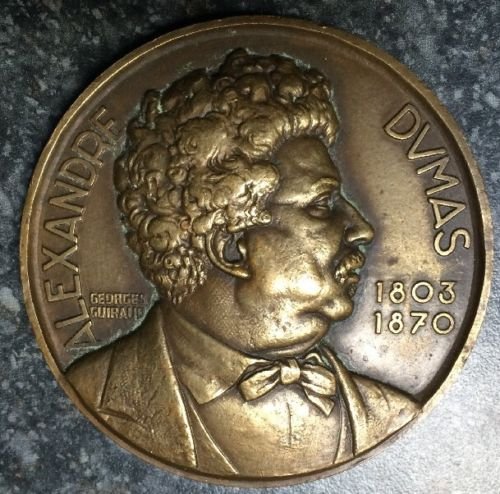 ALEXANDRE
DVMAS
1803
1870
GEORGES
GUIRAUD